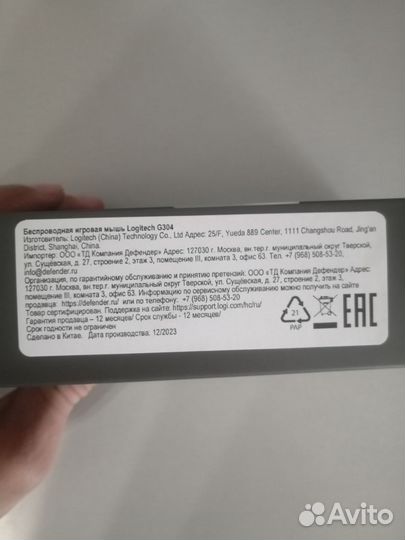 Беспроводная игровая мышь Logitech G304
Изготовитель: Logitech (China) Technology Co., Ltd Адрес: 25/F, Yueda 889 Center, 1111 Changshou Road, Jing'an
District, Shanghai, China.
Импортер: ООО «ТД Компания Дефендер» Адрес: 127030 г. Москва, вн.тер.г. муниципальный округ Тверской,
ул. Сущёвская, д. 27, строение 2, этаж 3, помещение III, комната 3, офис 63. Тел.: +7 (968) 508-53-20,
info@defender.ru
Организация, по гарантийному обслуживанию и принятию претензий: ООО «ТД Компания Дефендер» Адрес:
127030 г. Москва, вн.тер.г. муниципальный округ Тверской, ул. Сущёвская, д. 27, строение 2, этаж 3,
помещение III, комната 3, офис 63. Информацию по сервисному обслуживанию можно получить на сайте
продавца: https://defender.ru/ или по телефону: +7 (968) 508-53-20
Товар сертифицирован. Поддержка на сайте: https://support.logi.com/hc/ru/
Гарантия продавца – 12 месяцев/ Срок службы - 12 месяцев/
Срок годности не ограничен
Сделано в Китае. Дата производства: 12/2023
21
PAP
EAC
Avito